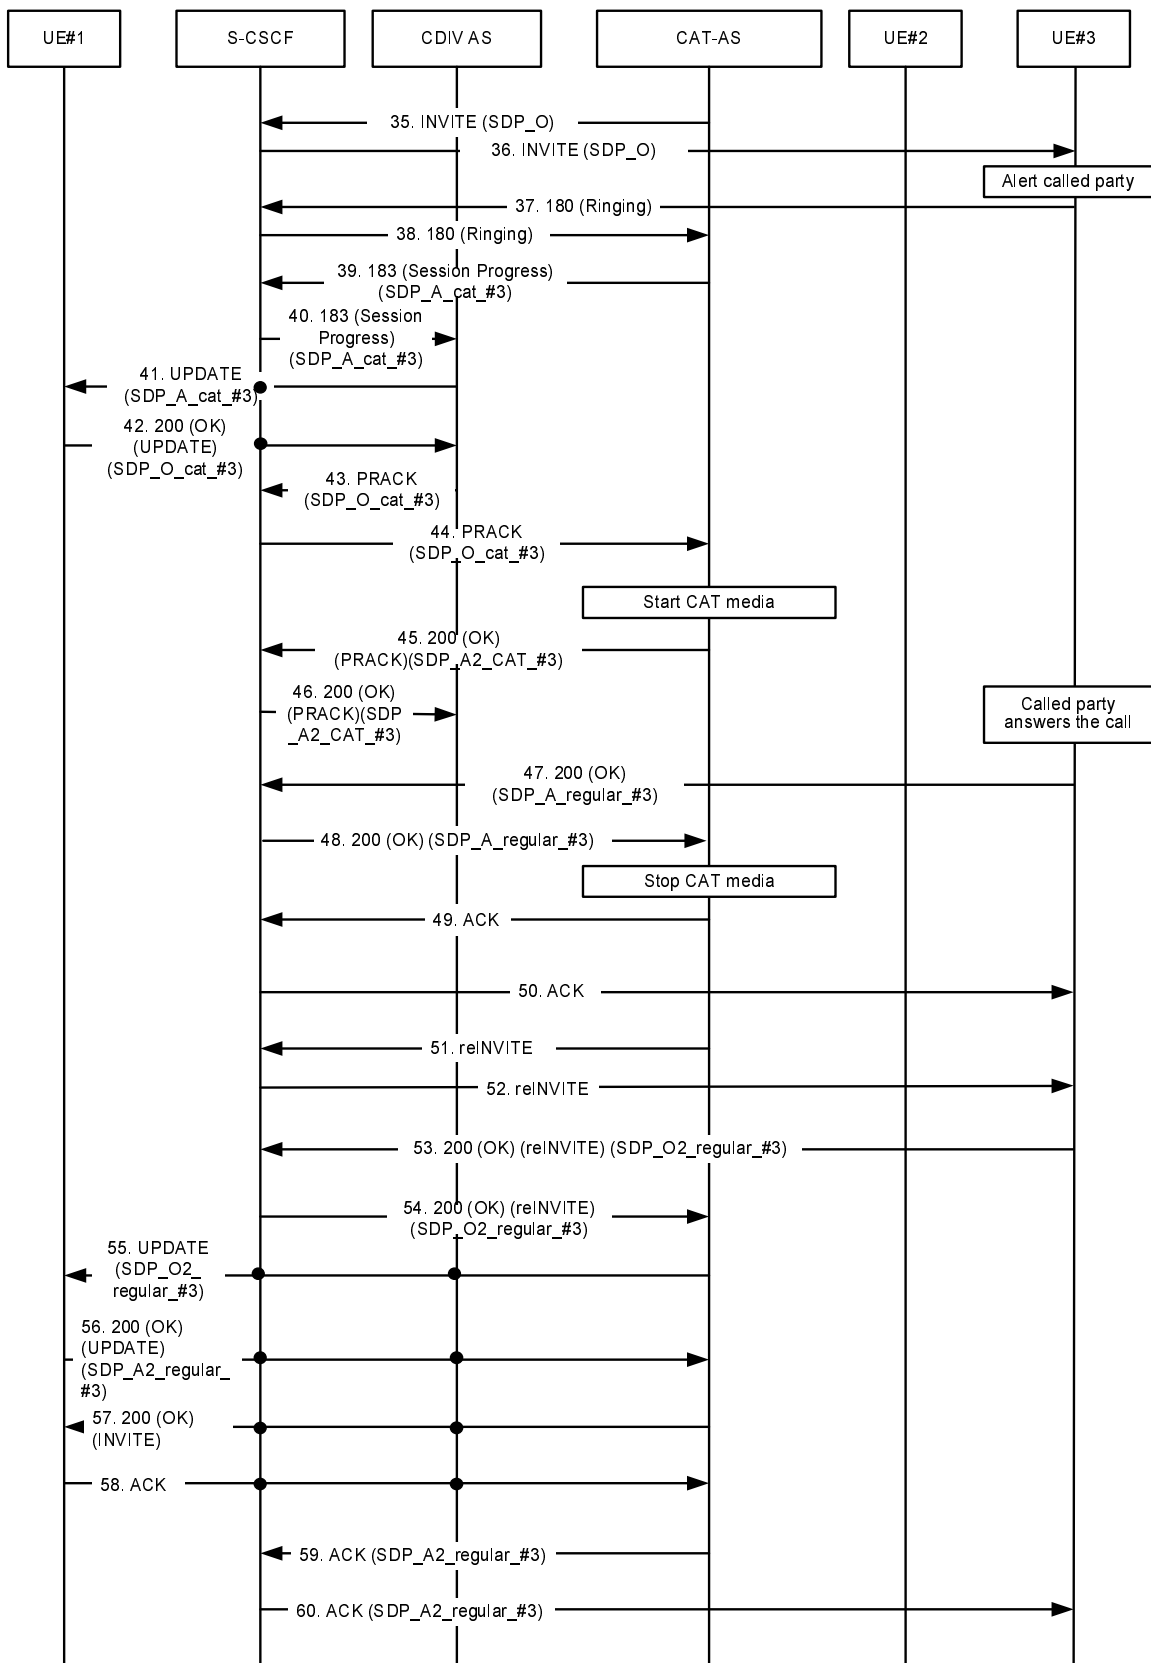 UE#1
S-CSCF
CDIV AS
CAT-AS
UE#2
UE#3
35. INVITE (SDP_O)
36. INVITE (SDP_O)
Alert called party
37. 180 (Ringing)
38. 180 (Ringing)
39. 183 (Session Progress)
(SDP_A_cat_#3)
40. 183 (Session
Progress)
(SDP_A_cat_#3)
41. UPDATE
(SDP_A_cat_#3)
42. 200 (OK)
(UPDATE)
(SDP_O_cat_#3)
43. PRACK
(SDP_O_cat_#3)
44. PRACK
(SDP_O_cat_#3)
Start CAT media
45. 200 (OK)
(PRACK)(SDP_A2_CAT_#3)
46. 200 (OK)
(PRACK)(SDP
_A2_CAT_#3)
Called party
answers the call
47. 200 (OK)
(SDP_A_regular_#3)
48. 200 (OK) (SDP_A_regular_#3)
Stop CAT media
49. ACK
50. ACK
51. reINVITE
52. reINVITE
53. 200 (OK) (reINVITE) (SDP_O2_regular_#3)
54. 200 (OK) (reINVITE)
(SDP_O2_regular_#3)
55. UPDATE
(SDP_O2_
regular_#3)
56. 200 (OK)
(UPDATE)
(SDP_A2_regular_
#3)
57. 200 (OK)
(INVITE)
58. ACK
59. ACK (SDP_A2_regular_#3)
60. ACK (SDP_A2_regular_#3)